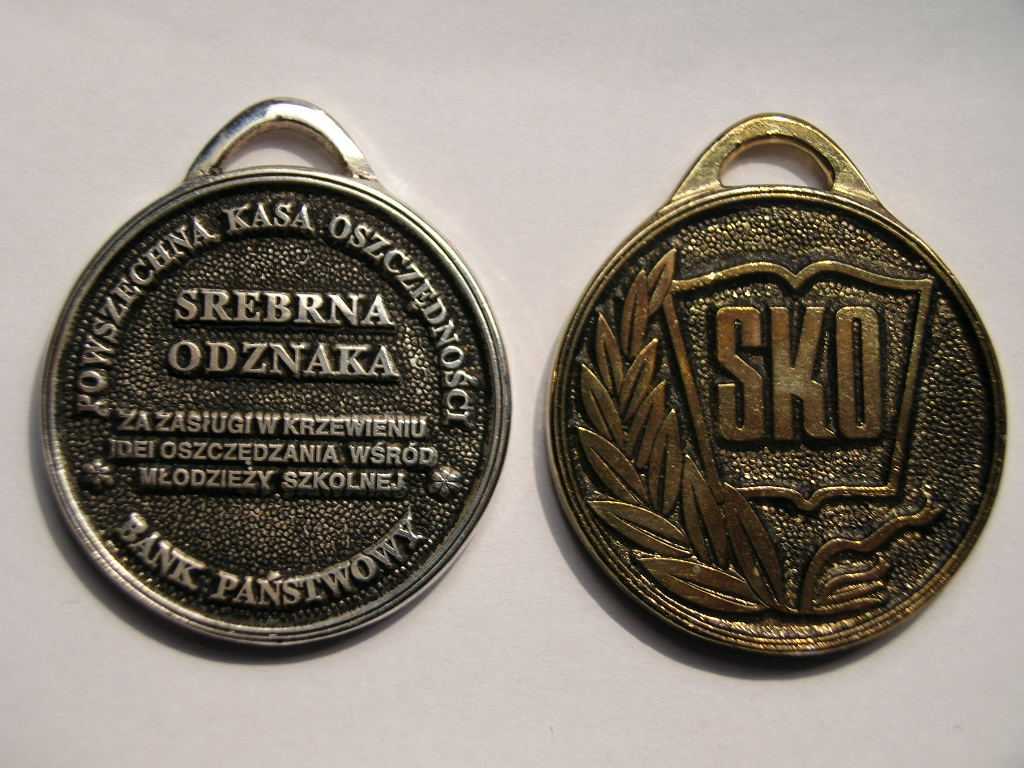 POWSZECHNA KASA OSZCZĘDNOŚCI
SREBRNA
ODZNAKA
ZA ZASŁUGI W KRZEWIENIU
IDEI OSZCZĘDZANIA WŚRÓD
MŁODZIEŻY SZKOLNEJ
BANK PAŃSTWOWY
SKO